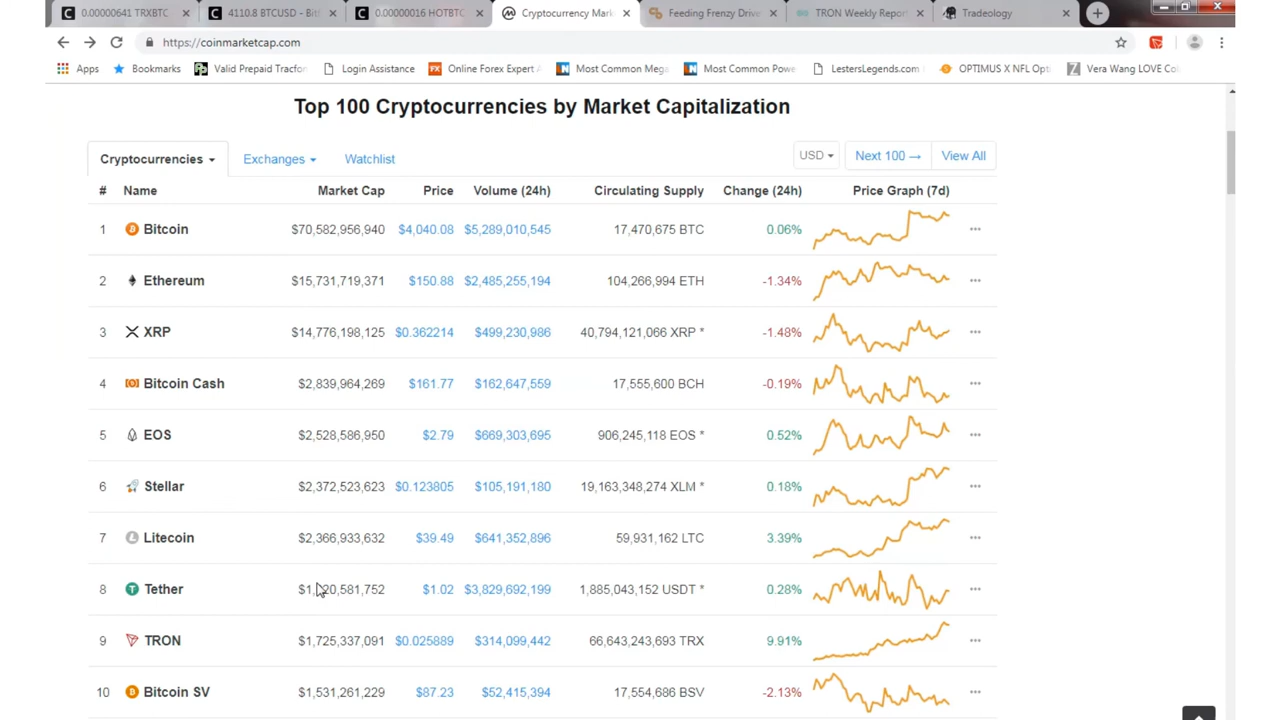 0.00000641 TRXBTC
4110.8 BTCUSD - Bitf
0.00000016 HOTBTC
Cryptocurrency Mark
Feeding Frenzy Drive
TRON Weekly Report
Tradeology
https://coinmarketcap.com
Apps
Bookmarks
Valid Prepaid Tracfon
Login Assistance
Online Forex Expert A
Most Common Mega
Most Common Powe
LestersLegends.com
OPTIMUS X NFL Opti
Vera Wang LOVE Co
Top 100 Cryptocurrencies by Market Capitalization
Cryptocurrencies Exchanges Watchlist USD Next 100 → View All
# Name Market Cap Price Volume (24h) Circulating Supply Change (24h) Price Graph (7d)
1 Bitcoin $70,582,956,940 $4,040.08 $5,289,010,545 17,470,675 BTC 0.06%
2 Ethereum $15,731,719,371 $150.88 $2,485,255,194 104,266,994 ETH -1.34%
3 XRP $14,776,198,125 $0.362214 $499,230,986 40,794,121,066 XRP * -1.48%
4 Bitcoin Cash $2,839,964,269 $161.77 $162,647,559 17,555,600 BCH -0.19%
5 EOS $2,528,586,950 $2.79 $669,303,695 906,245,118 EOS * 0.52%
6 Stellar $2,372,523,623 $0.123805 $105,191,180 19,163,348,274 XLM * 0.18%
7 Litecoin $2,366,933,632 $39.49 $641,352,896 59,931,162 LTC 3.39%
8 Tether $1.02 $3,829,692,199 1,885,043,152 USDT * 0.28%
9 TRON $1,725,337,091 $0.025889 $314,099,442 66,643,243,693 TRX 9.91%
10 Bitcoin SV $1,531,261,229 $87.23 $52,415,394 17,554,686 BSV -2.13%